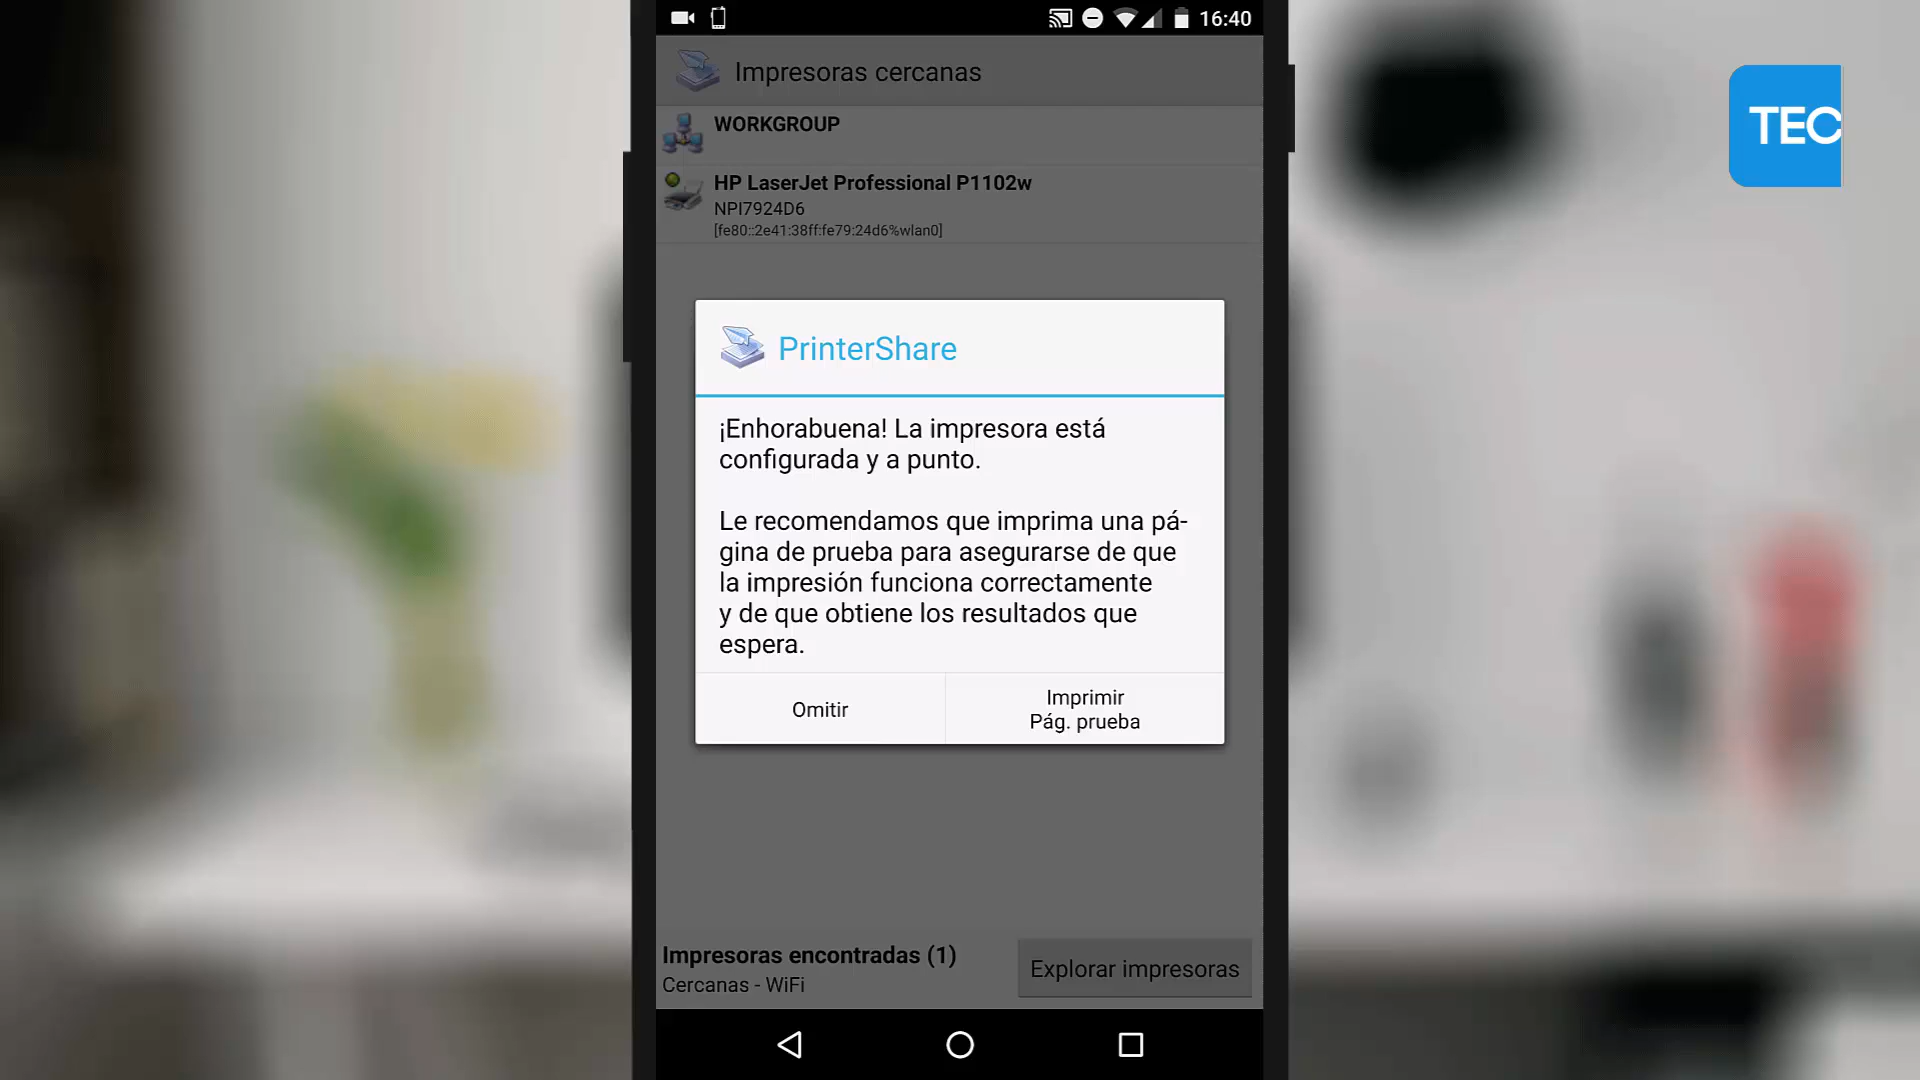 16:40
TEC
Impresoras cercanas
WORKGROUP
HP LaserJet Professional P1102w
NPI7924D6
[fe80::2e41:38ff:fe79:24d6%wlan0]
PrinterShare
¡Enhorabuena! La impresora está
configurada y a punto.
Le recomendamos que imprima una pá-
gina de prueba para asegurarse de que
la impresión funciona correctamente
y de que obtiene los resultados que
espera.
Omitir
Imprimir
Pág. prueba
Impresoras encontradas (1)
Cercanas - WiFi
Explorar impresoras